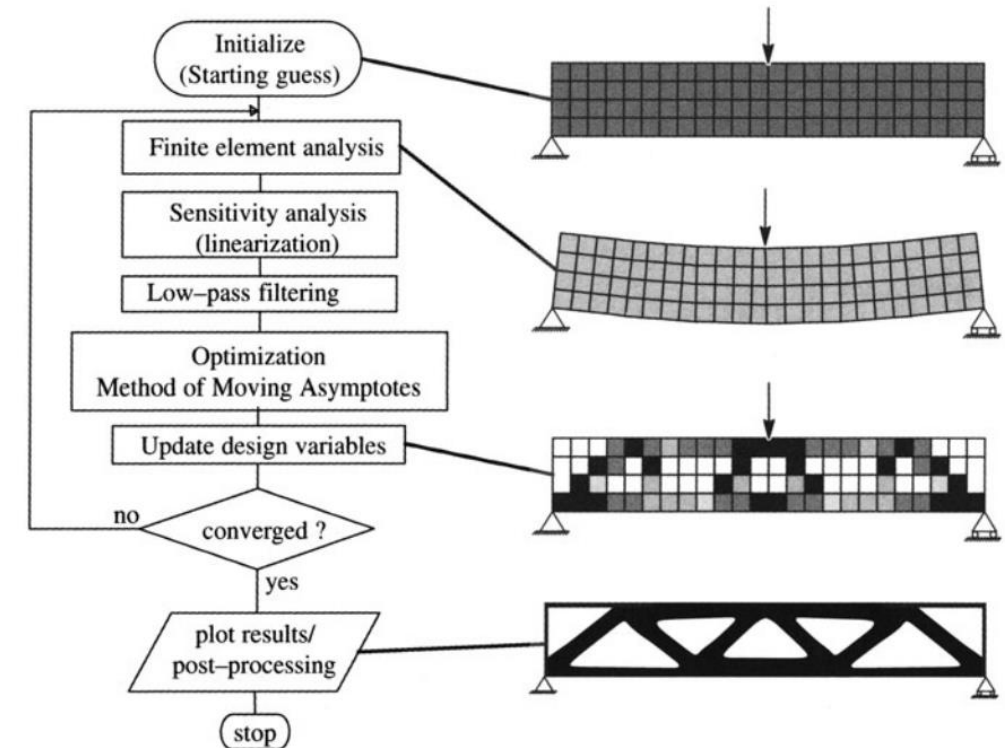 Initialize
(Starting guess)
Finite element analysis
Sensitivity analysis
(linearization)
Low–pass filtering
Optimization
Method of Moving Asymptotes
Update design variables
no
converged ?
yes
plot results/
post–processing
stop